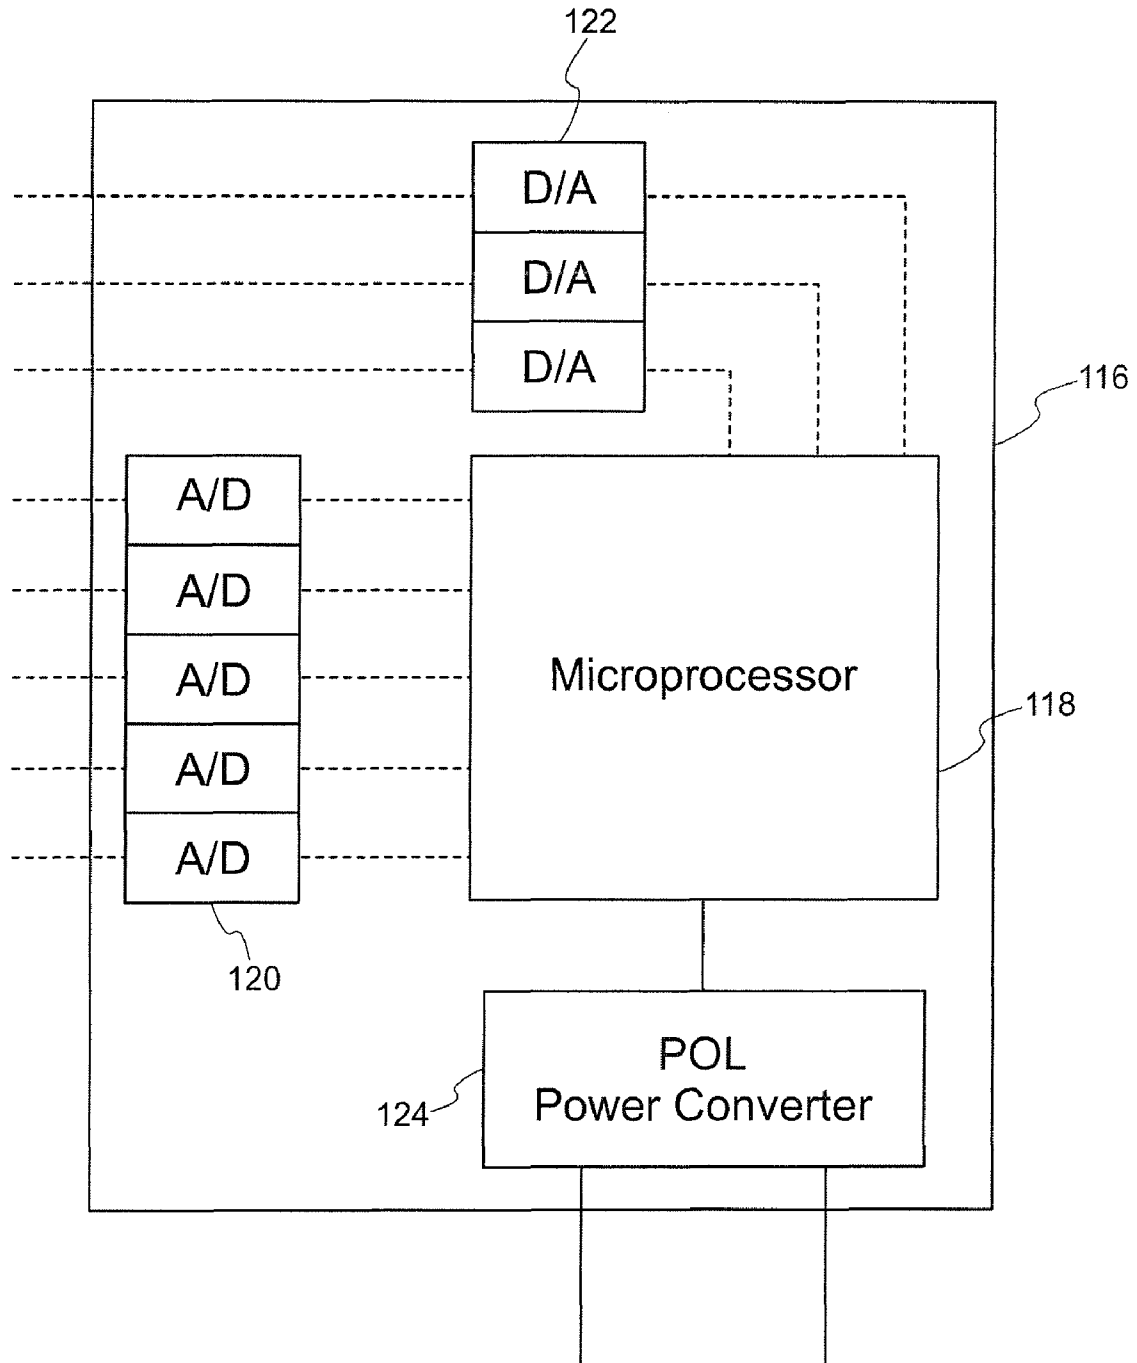 122
D/A
D/A
D/A
116
A/D
A/D
A/D
A/D
A/D
Microprocessor
118
120
POL
Power Converter
124